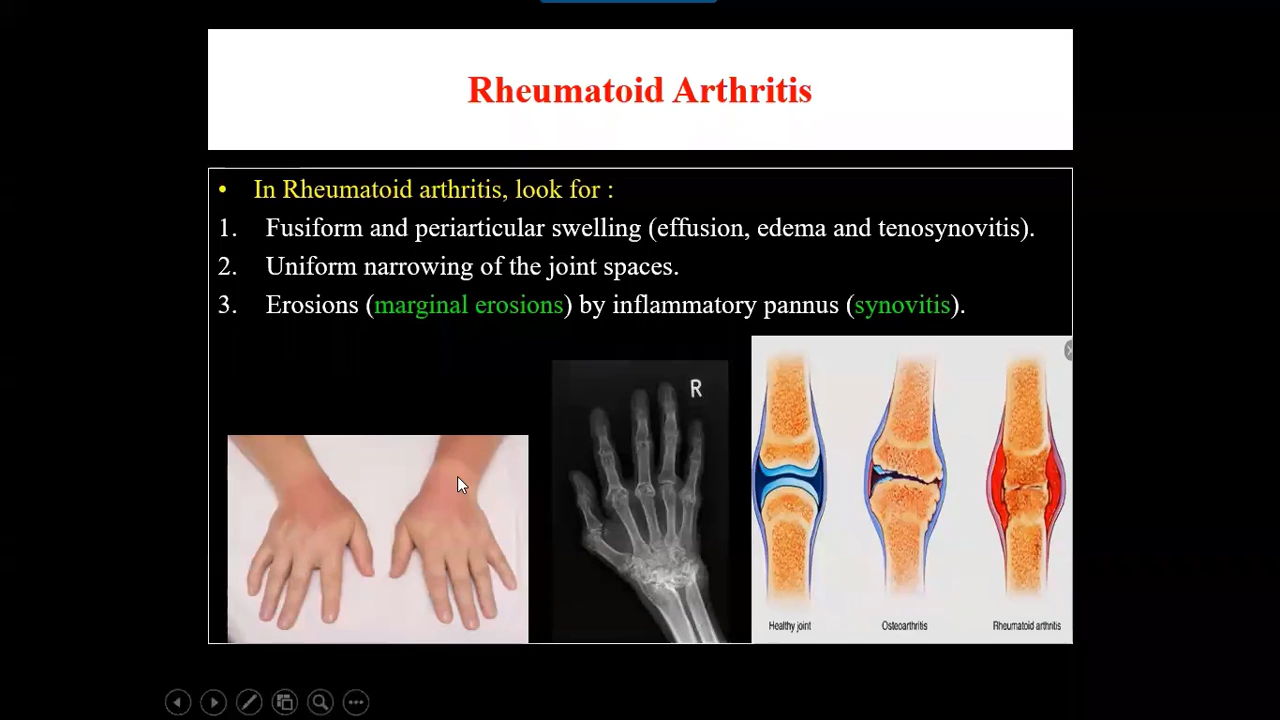 Rheumatoid Arthritis
• In Rheumatoid arthritis, look for :
1. Fusiform and periarticular swelling (effusion, edema and tenosynovitis).
2. Uniform narrowing of the joint spaces.
3. Erosions (marginal erosions) by inflammatory pannus (synovitis).
R
Healthy joint
Osteoarthritis
Rheumatoid arthritis